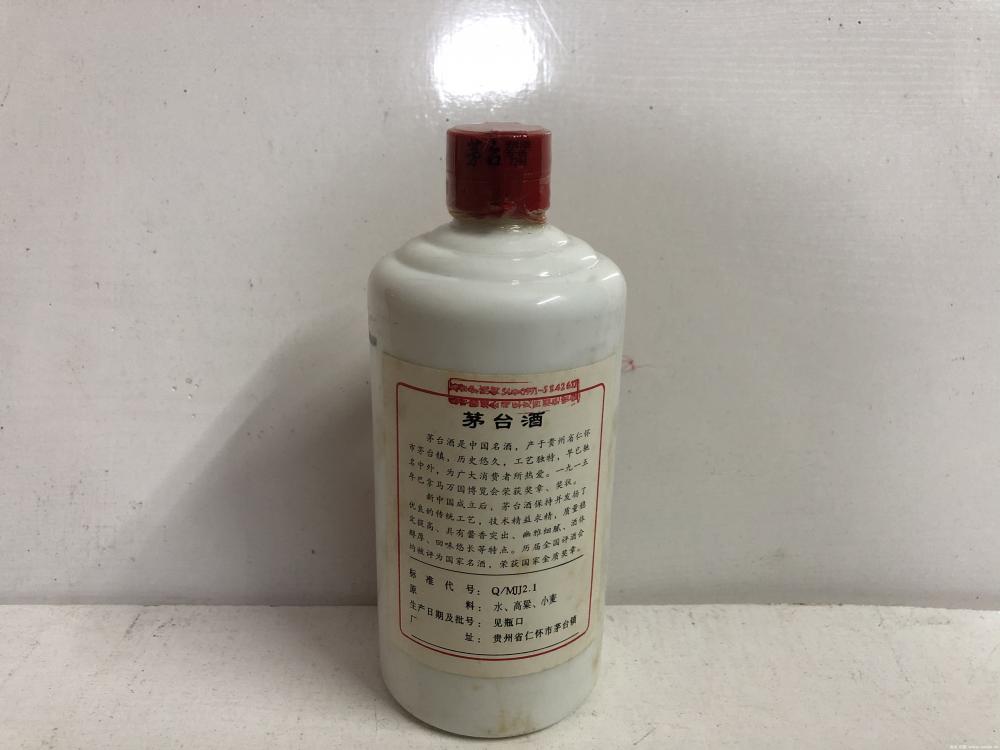 茅台
茅台酒
茅台酒是中国名酒，产于贵州省仁怀
市茅台镇，历史悠久，工艺独特，早已驰
名中外，为广大消费者所热爱。一九一五
年巴拿马万国博览会荣获奖章、奖状。
新中国成立后，茅台酒保持并发扬了
优良的传统工艺，技术精益求精，质量稳
定提高、具有酱香突出、幽雅细腻、酒体
醇厚、回味悠长等特点。历届全国评酒会
均被评为国家名酒，荣获国家金质奖章。
标准代号：Q/MJJ2.1
原料：水、高粱、小麦
生产日期及批号：见瓶口
厂址：贵州省仁怀市茅台镇